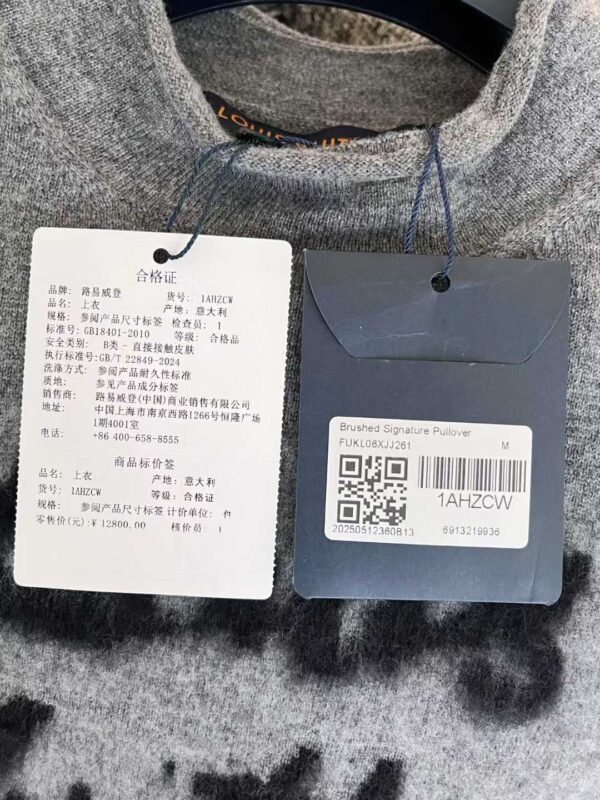 LOUIS VUIT
合格证
品牌: 路易威登 货号: 1AHZCW
品名: 上衣 产地: 意大利
规格: 参阅产品尺寸标签 检查员: 1
标准号: GB18401-2010 等级: 合格品
安全类别: B类 - 直接接触皮肤
执行标准号:GB/T 22849-2024
洗涤方式: 参阅产品耐久性标准
质地: 参见产品成分标签
销售商: 路易威登(中国)商业销售有限公司
地址: 中国上海市南京西路1266号恒隆广场
1期4001室
电话: +86 400-658-8555
商品标价签
品名: 上衣 产地: 意大利
货号: 1AHZCW 等级: 合格证
规格: 参阅产品尺寸标签 计价单位: 件
零售价(元):¥ 12800.00 核价员: 1
Brushed Signature Pullover
FUKL06XJJ261 M
1AHZCW
20250512360B13 6913219936